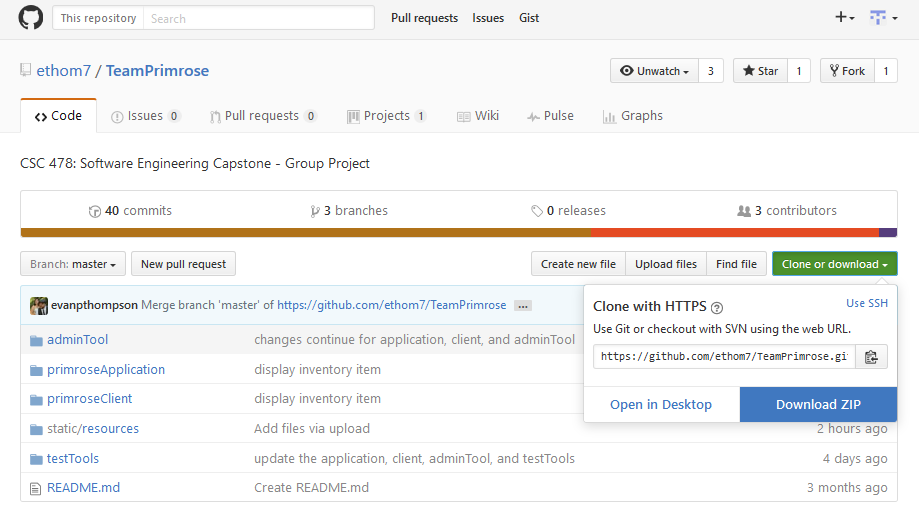 This repository Search Pull requests Issues Gist
ethom7 / TeamPrimrose Unwatch 3 Star 1 Fork 1
Code Issues 0 Pull requests 0 Projects 1 Wiki Pulse Graphs
CSC 478: Software Engineering Capstone - Group Project
40 commits 3 branches 0 releases 3 contributors
Branch: master New pull request Create new file Upload files Find file Clone or download
evanpthompson Merge branch 'master' of https://github.com/ethom7/TeamPrimrose ...
Clone with HTTPS ? Use SSH
Use Git or checkout with SVN using the web URL.
https://github.com/ethom7/TeamPrimrose.gi
Open in Desktop Download ZIP
adminTool changes continue for application, client, and adminTool
primroseApplication display inventory item
primroseClient display inventory item
static/resources Add files via upload 2 hours ago
testTools update the application, client, adminTool, and testTools 4 days ago
README.md Create README.md 3 months ago